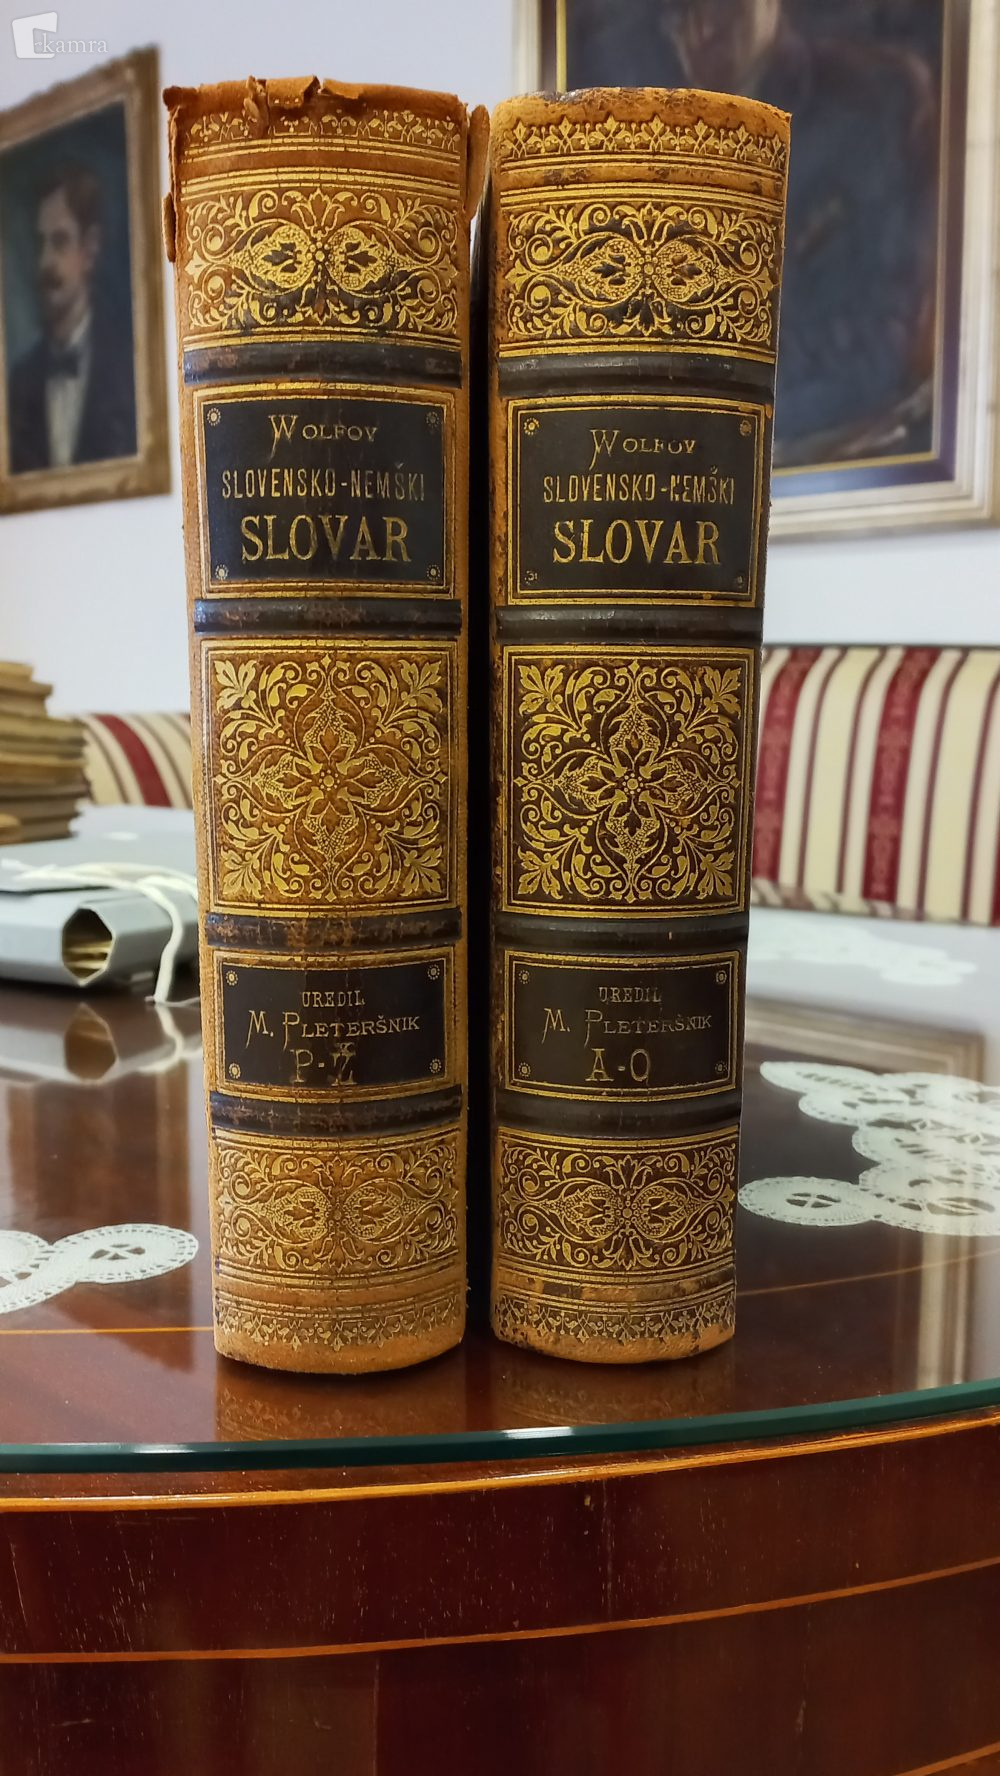 kamra
Wolfov
SLOVENSKO-NEMŠKI
SLOVAR
UREDIL
M. PLETERŠNIK
P-Ž
Wolfov
SLOVENSKO-NEMŠKI
SLOVAR
UREDIL
M. PLETERŠNIK
A-O